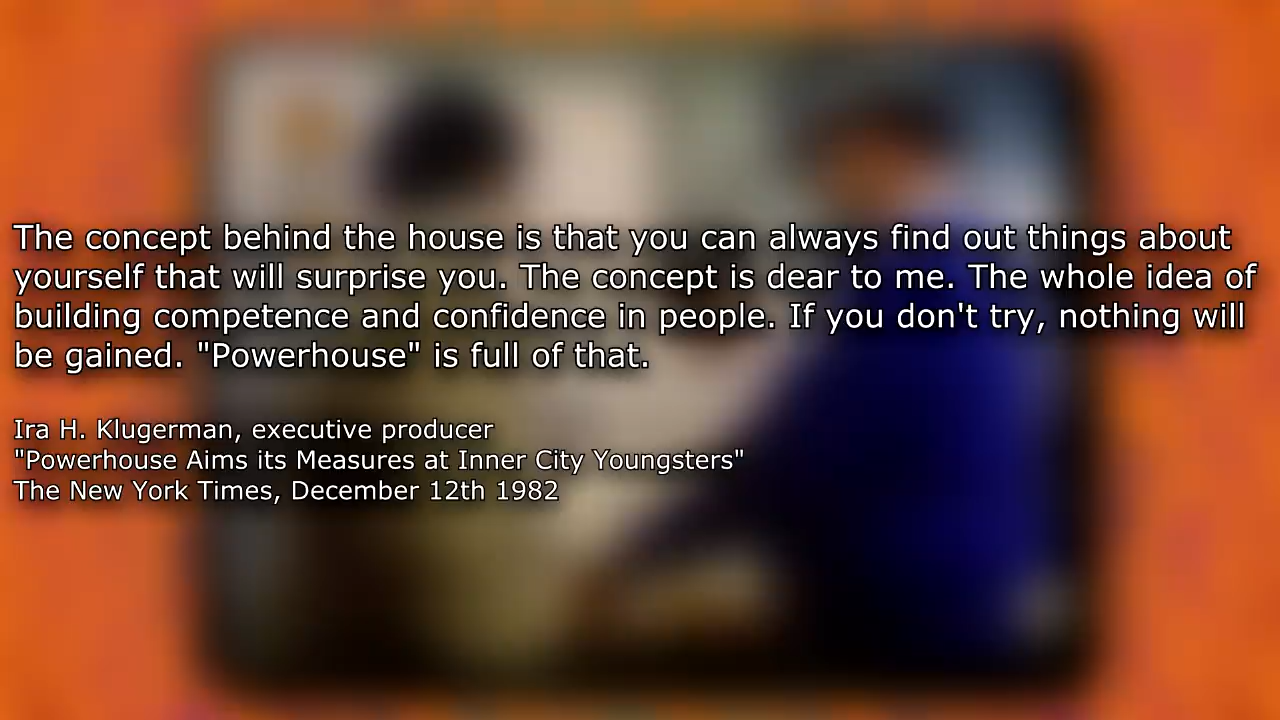 The concept behind the house is that you can always find out things about
yourself that will surprise you. The concept is dear to me. The whole idea of
building competence and confidence in people. If you don't try, nothing will
be gained. "Powerhouse" is full of that.
Ira H. Klugerman, executive producer
"Powerhouse Aims its Measures at Inner City Youngsters"
The New York Times, December 12th 1982